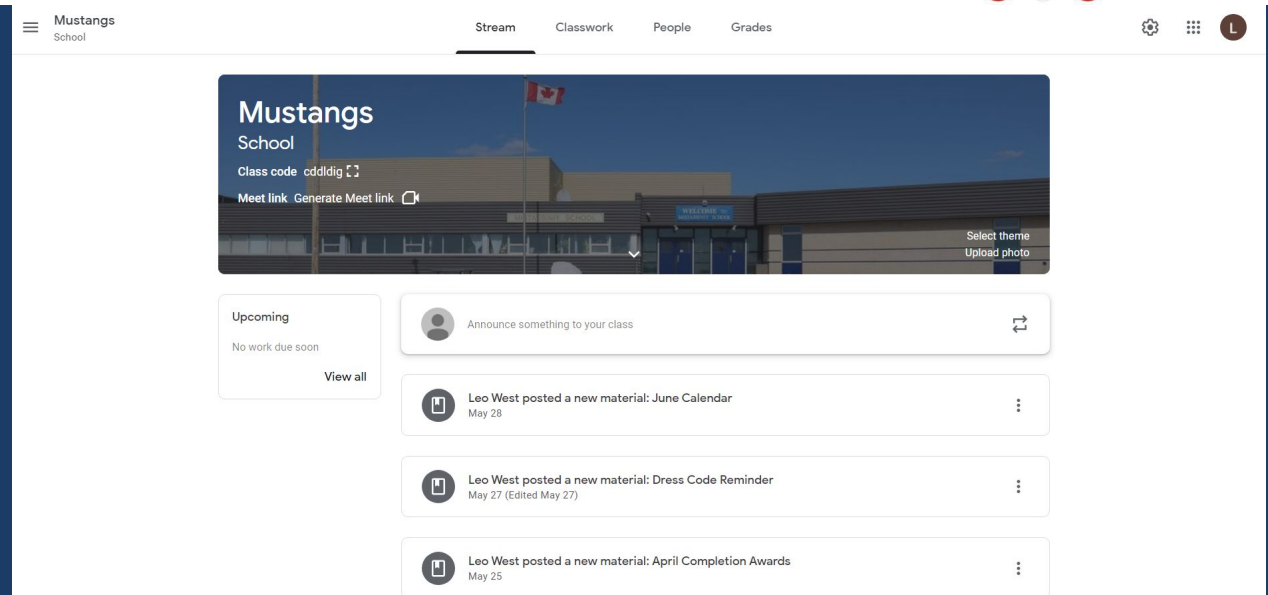 Mustangs
School
Stream Classwork People Grades
L
Mustangs
School
Class code cddldig
Meet link Generate Meet link
WELCOME TO
SCHOOL
Select theme
Upload photo
Upcoming
No work due soon
View all
Announce something to your class
Leo West posted a new material: June Calendar
May 28
Leo West posted a new material: Dress Code Reminder
May 27 (Edited May 27)
Leo West posted a new material: April Completion Awards
May 25